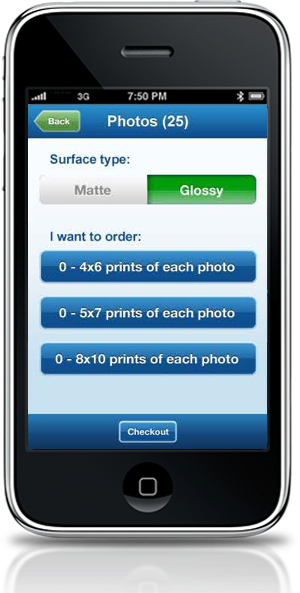 3G 7:50 PM
Back Photos (25)
Surface type:
Matte Glossy
I want to order:
0 - 4x6 prints of each photo
0 - 5x7 prints of each photo
0 - 8x10 prints of each photo
Checkout